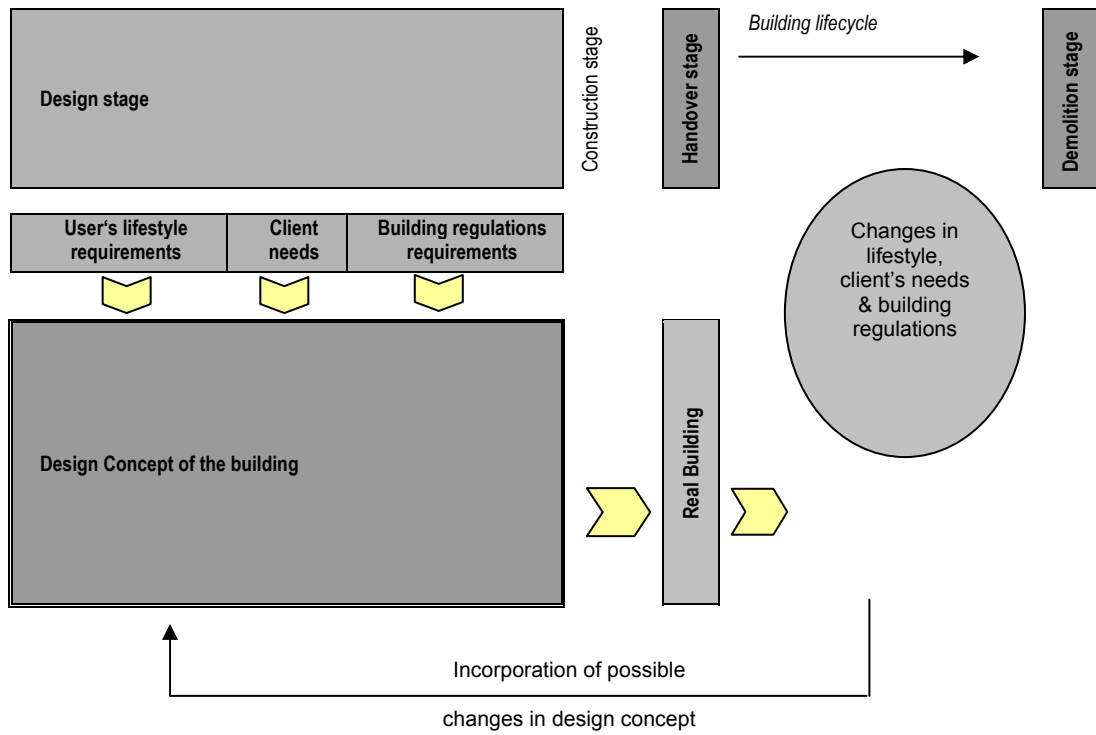 Design stage
Construction stage
Handover stage
Building lifecycle
Demolition stage
User‘s lifestyle
requirements
Client
needs
Building regulations
requirements
Changes in
lifestyle,
client’s needs
& building
regulations
Design Concept of the building
Real Building
Incorporation of possible
changes in design concept